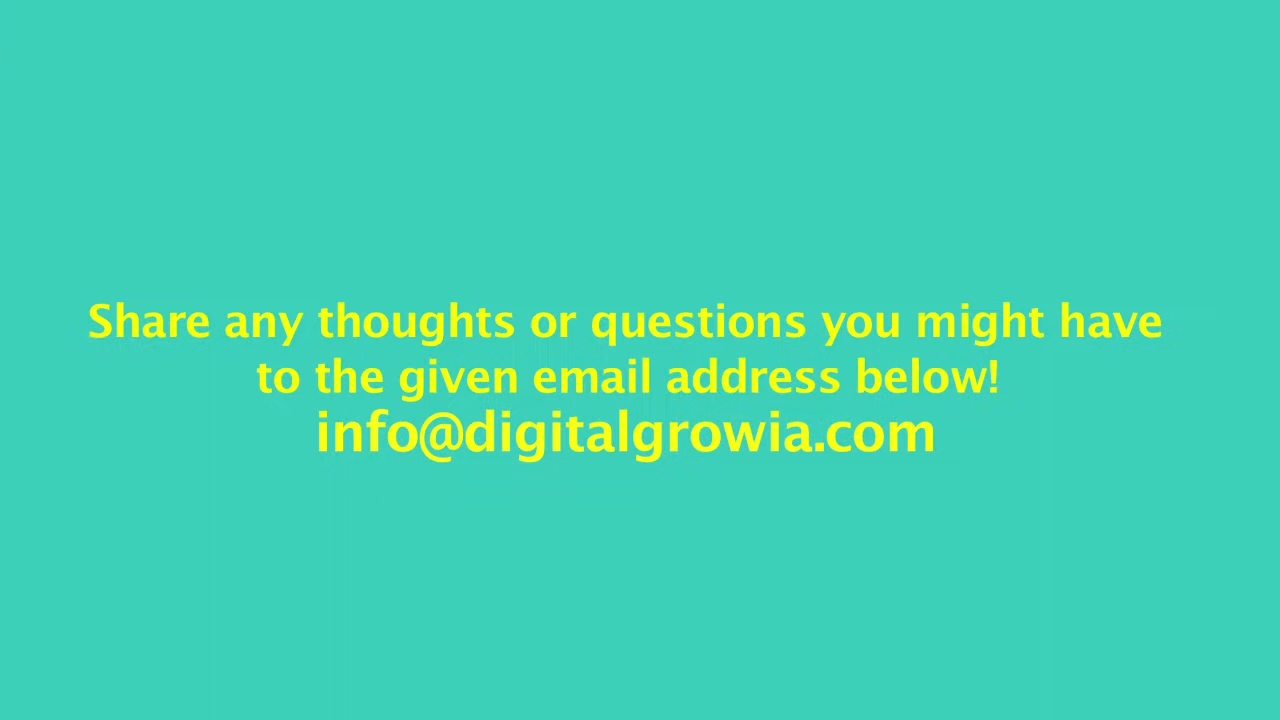 Share any thoughts or questions you might have
to the given email address below!
info@digitalgrowia.com